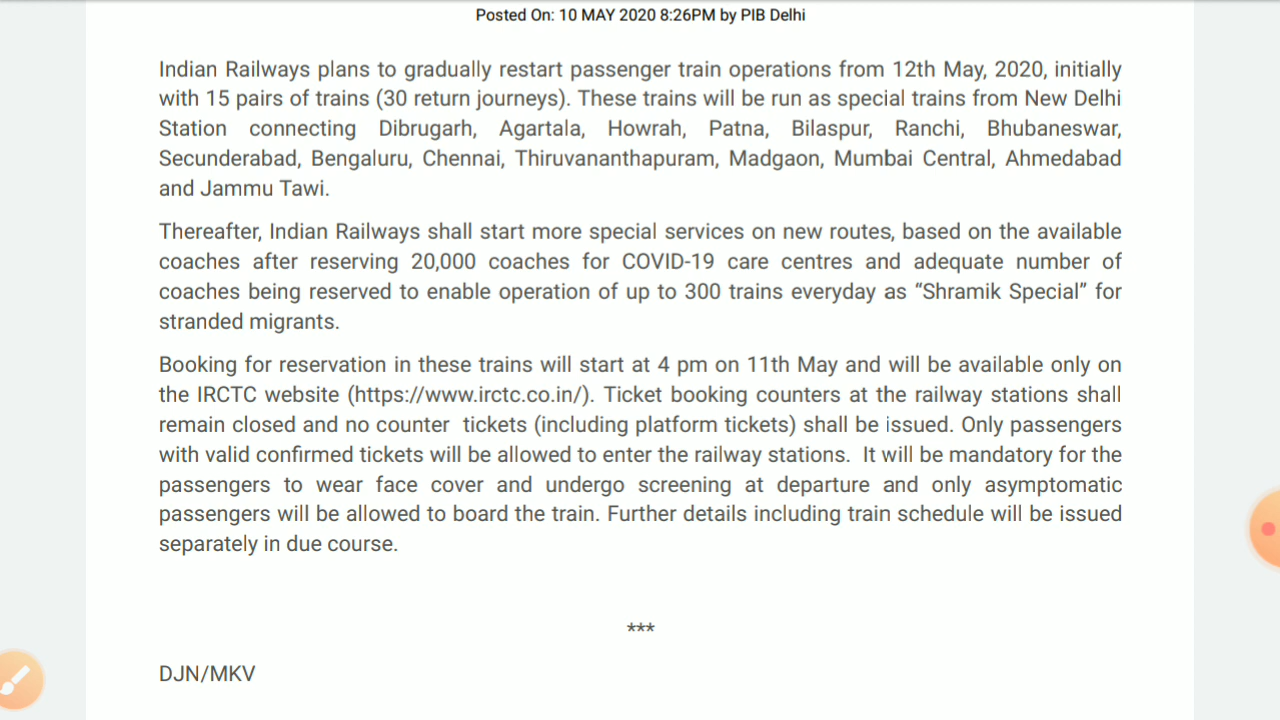 Posted On: 10 MAY 2020 8:26PM by PIB Delhi
Indian Railways plans to gradually restart passenger train operations from 12th May, 2020, initially
with 15 pairs of trains (30 return journeys). These trains will be run as special trains from New Delhi
Station connecting Dibrugarh, Agartala, Howrah, Patna, Bilaspur, Ranchi, Bhubaneswar,
Secunderabad, Bengaluru, Chennai, Thiruvananthapuram, Madgaon, Mumbai Central, Ahmedabad
and Jammu Tawi.
Thereafter, Indian Railways shall start more special services on new routes, based on the available
coaches after reserving 20,000 coaches for COVID-19 care centres and adequate number of
coaches being reserved to enable operation of up to 300 trains everyday as “Shramik Special” for
stranded migrants.
Booking for reservation in these trains will start at 4 pm on 11th May and will be available only on
the IRCTC website (https://www.irctc.co.in/). Ticket booking counters at the railway stations shall
remain closed and no counter  tickets (including platform tickets) shall be issued. Only passengers
with valid confirmed tickets will be allowed to enter the railway stations.  It will be mandatory for the
passengers to wear face cover and undergo screening at departure and only asymptomatic
passengers will be allowed to board the train. Further details including train schedule will be issued
separately in due course.
***
DJN/MKV